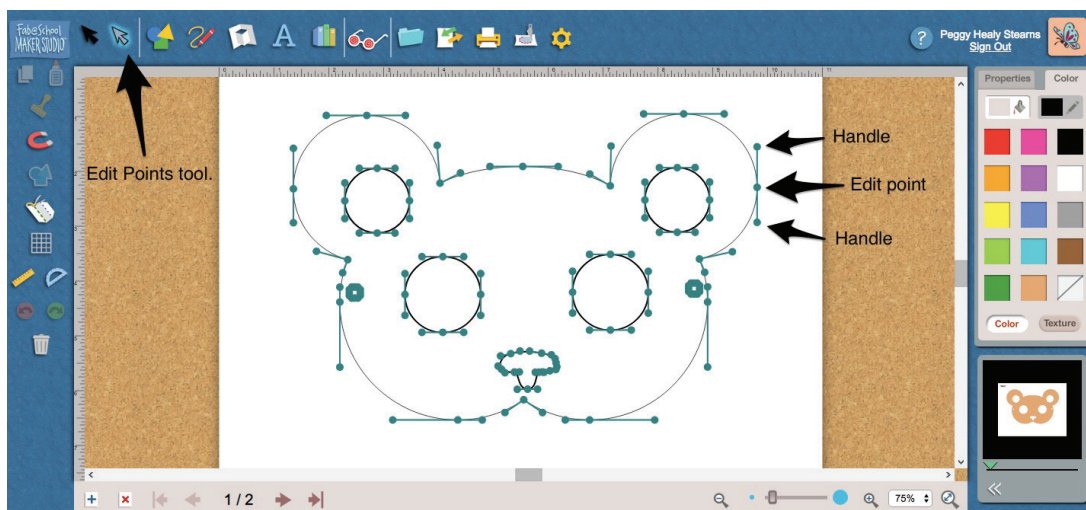 Fab@School
MAKER STUDIO
A
?
Peggy Healy Stearns
Sign Out
Properties
Color
Edit Points tool.
Handle
Edit point
Handle
Color
Texture
1 / 2
75%